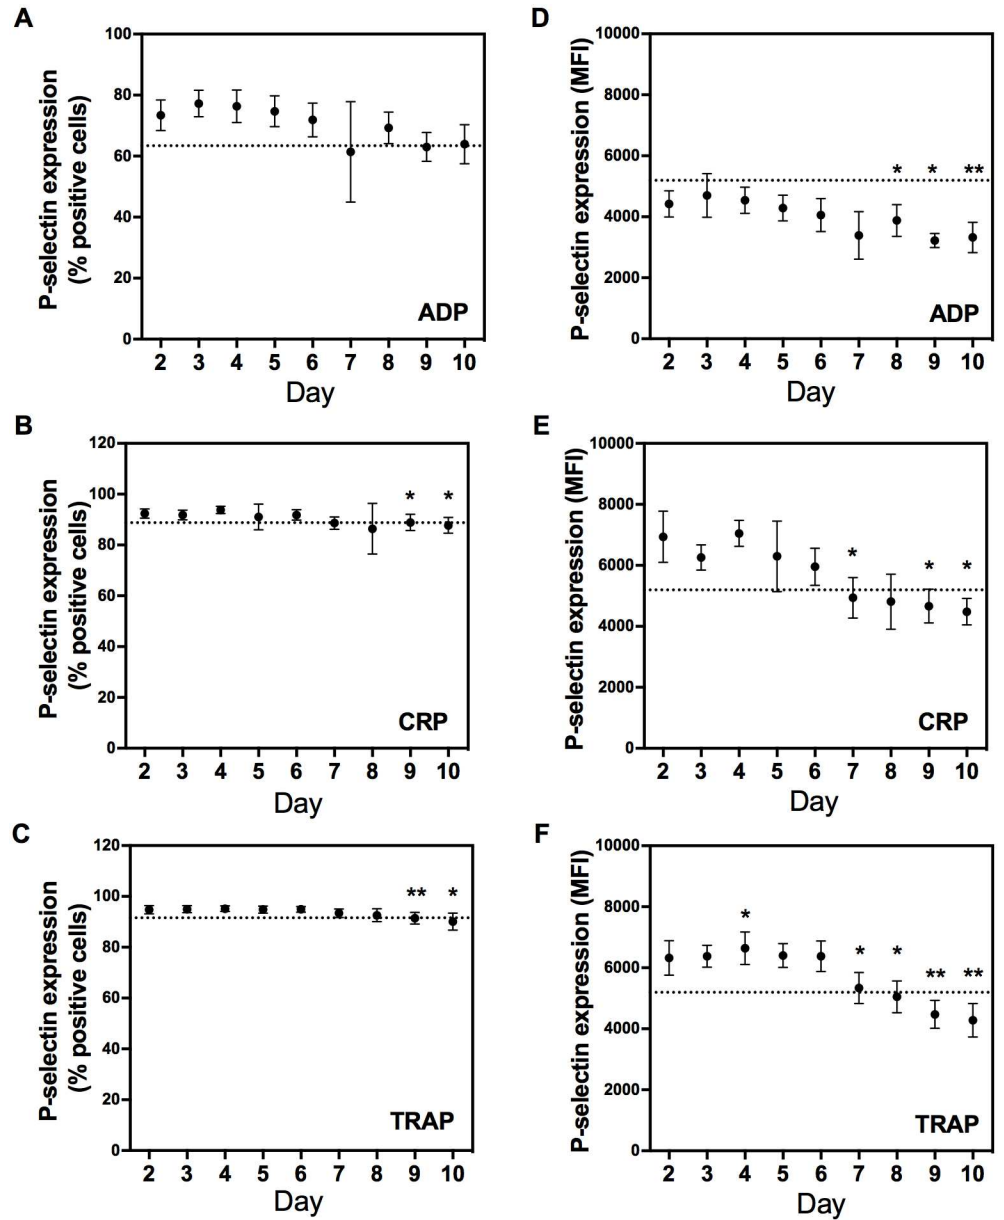 A
P-selectin expression
(% positive cells)
100
80
60
40
20
0
ADP
2 3 4 5 6 7 8 9 10
Day
D
P-selectin expression (MFI)
10000
8000
6000
4000
2000
0
* * **
ADP
2 3 4 5 6 7 8 9 10
Day
B
P-selectin expression
(% positive cells)
120
100
80
60
40
20
0
* *
CRP
2 3 4 5 6 7 8 9 10
Day
E
P-selectin expression (MFI)
10000
8000
6000
4000
2000
0
* * *
CRP
2 3 4 5 6 7 8 9 10
Day
C
P-selectin expression
(% positive cells)
120
100
80
60
40
20
0
** *
TRAP
2 3 4 5 6 7 8 9 10
Day
F
P-selectin expression (MFI)
10000
8000
6000
4000
2000
0
* * * ** **
TRAP
2 3 4 5 6 7 8 9 10
Day